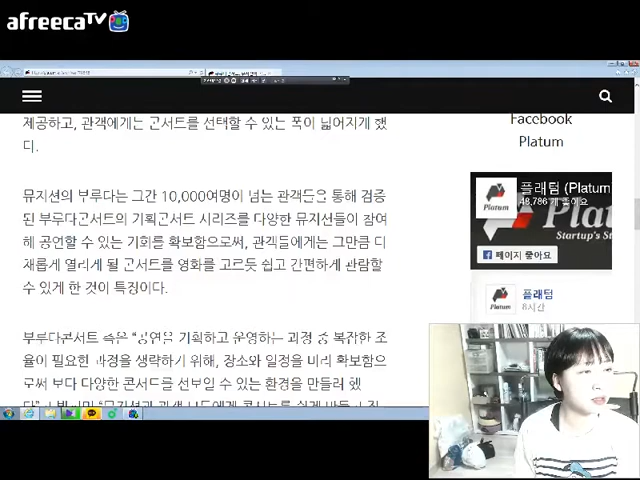 afreecaTV
제공하고, 관객에게는 콘서트를 선택할 수 있는 폭이 넓어지게 했
다.
뮤지션의 부루다는 그간 10,000여명이 넘는 관객들을 통해 검증
된 부루다콘서트의 기획콘서트 시리즈를 다양한 뮤지션들이 참여
해 공연할 수 있는 기회를 확보함으로써, 관객들에게는 그만큼 다
채롭게 열리게 될 콘서트를 영화를 고르듯 쉽고 간편하게 관람할
수 있게 한 것이 특징이다.
부루다콘서트 측은 "공연을 기획하고 운영하는 과정 중 복잡한 조
율이 필요한 과정을 생략하기 위해, 장소와 일정을 미리 확보함으
로써 보다 다양한 콘서트를 선보일 수 있는 환경을 만들려 했
Facebook
Platum
플래텀 (Platum
48,786
Platum
Startup's St
페이지 좋아요
플래텀
8시간